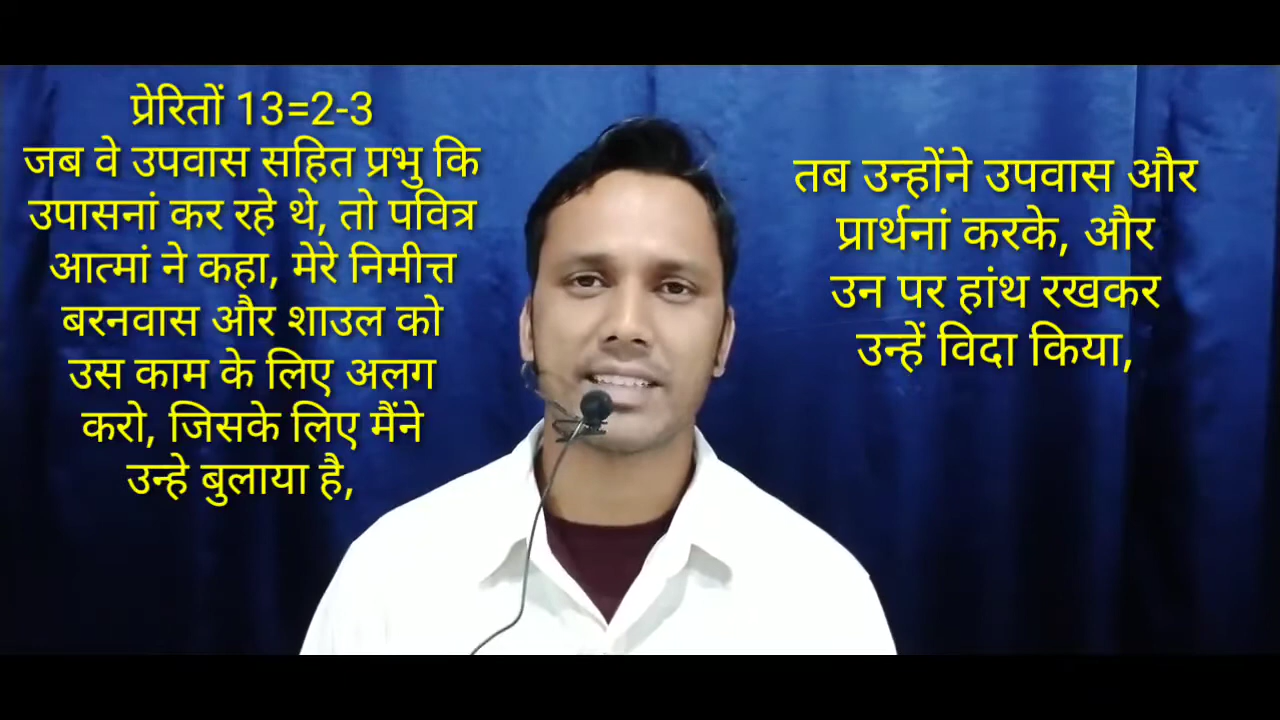 प्रेरितों 13=2-3
जब वे उपवास सहित प्रभु कि
उपासनां कर रहे थे, तो पवित्र
आत्मां ने कहा, मेरे निमीत्त
बरनवास और शाउल को
उस काम के लिए अलग
करो, जिसके लिए मैंने
उन्हे बुलाया है,
तब उन्होंने उपवास और
प्रार्थनां करके, और
उन पर हांथ रखकर
उन्हें विदा किया,